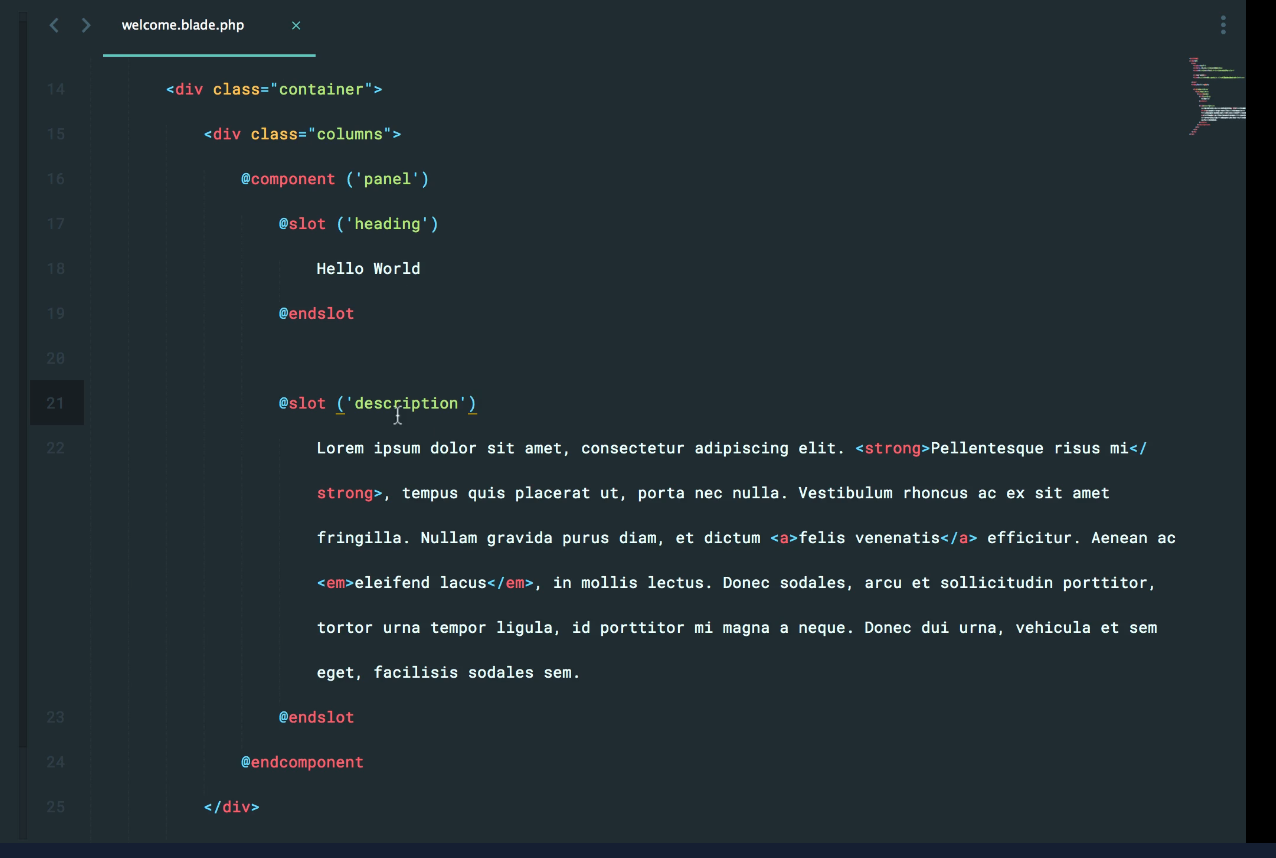 welcome.blade.php ×
14 <div class="container">
15 <div class="columns">
16 @component ('panel')
17 @slot ('heading')
18 Hello World
19 @endslot
20
21 @slot ('description')
22 Lorem ipsum dolor sit amet, consectetur adipiscing elit. <strong>Pellentesque risus mi</
strong>, tempus quis placerat ut, porta nec nulla. Vestibulum rhoncus ac ex sit amet
fringilla. Nullam gravida purus diam, et dictum <a>felis venenatis</a> efficitur. Aenean ac
<em>eleifend lacus</em>, in mollis lectus. Donec sodales, arcu et sollicitudin porttitor,
tortor urna tempor ligula, id porttitor mi magna a neque. Donec dui urna, vehicula et sem
eget, facilisis sodales sem.
23 @endslot
24 @endcomponent
25 </div>